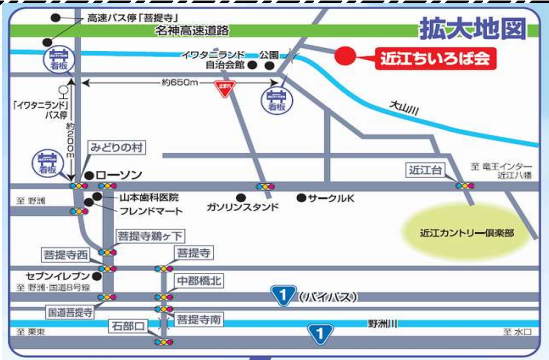 高速バス停「菩提寺」
名神高速道路
拡大地図
看板
イワタニランド
自治会館
公園
近江ちいろば会
約650m
止まれ
看板
大山川
「イワタニランド」
バス停
約200m
みどりの村
看板
ローソン
近江台
至 竜王インター
近江八幡
至 野洲
山本歯科医院
フレンドマート
ガソリンスタンド
サークルK
近江カントリー倶楽部
菩提寺鵜ヶ下
菩提寺西
菩提寺
セブンイレブン
中郡橋北
至 野洲・国道8号線
1
(バイパス)
国道菩提寺
菩提寺南
野洲川
至 栗東
石部口
1
至 水口